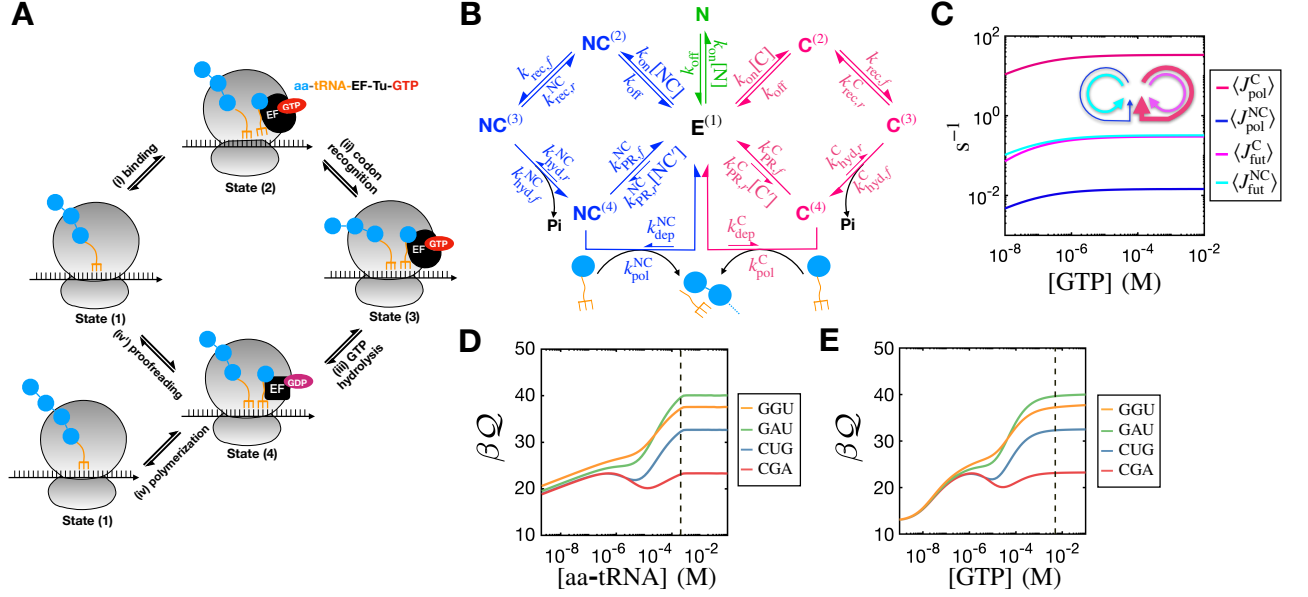 A
aa-tRNA-EF-Tu-GTP
EF
GTP
State (2)
(i) binding
(ii) codon
recognition
State (1)
EF
GTP
State (3)
(iv') proofreading
(iii) GTP
hydrolysis
EF
GDP
State (4)
(iv) polymerization
State (1)
B
N
k_off
k_on[N]
NC^(2)
C^(2)
k_rec,f
k_rec,r^NC
k_on[NC]
k_off
k_on[C]
k_off
k_rec,f
k_rec,r^C
NC^(3)
E^(1)
C^(3)
k_hyd,r^NC
k_hyd,f^NC
k_PR,f^NC
k_PR,r^NC[NC']
k_PR,f^C
k_PR,r^C[C']
k_hyd,r^C
k_hyd,f^C
Pi
NC^(4)
C^(4)
Pi
k_dep^NC
k_pol^NC
k_dep^C
k_pol^C
C
s^−1
10^2
10^0
10^−2
10^−8
10^−6
10^−4
10^−2
[GTP] (M)
⟨J_pol^C⟩
⟨J_pol^NC⟩
⟨J_fut^C⟩
⟨J_fut^NC⟩
D
βQ
50
40
30
20
10
10^−8
10^−6
10^−4
10^−2
[aa-tRNA] (M)
GGU
GAU
CUG
CGA
E
βQ
50
40
30
20
10
10^−8
10^−6
10^−4
10^−2
[GTP] (M)
GGU
GAU
CUG
CGA